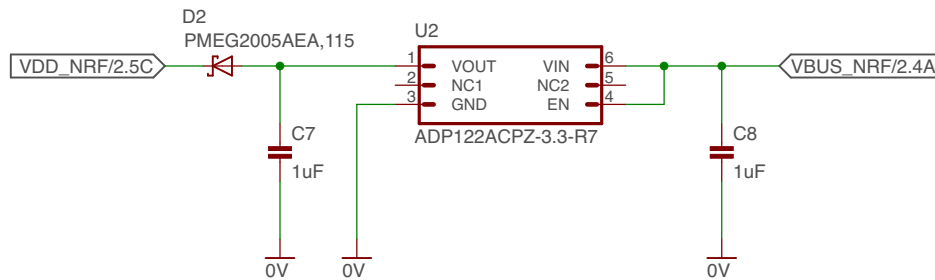 D2
PMEG2005AEA,115
VDD_NRF/2.5C
U2
1 VOUT VIN 6
2 NC1 NC2 5
3 GND EN 4
ADP122ACPZ-3.3-R7
VBUS_NRF/2.4A
C7
1uF
C8
1uF
0V
0V
0V